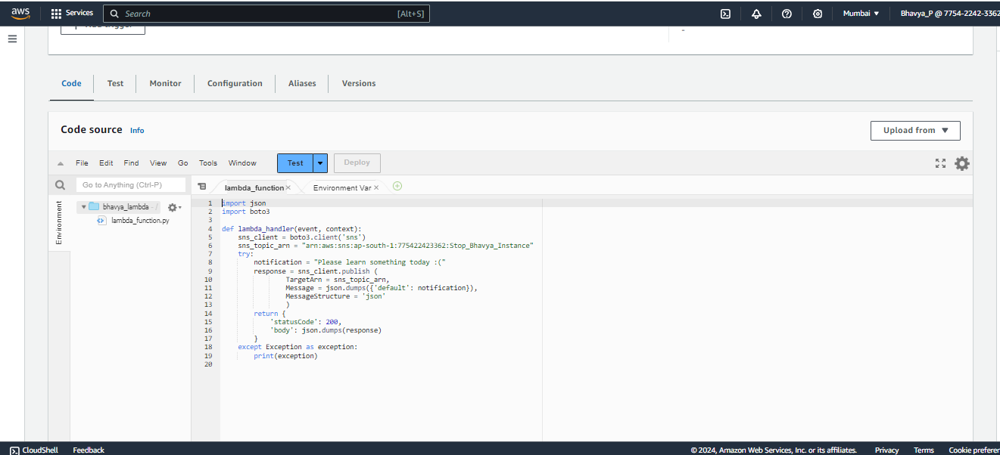 aws Services Search [Alt+S] Mumbai ▼ Bhavya_P @ 7754-2242-3362
-
Code Test Monitor Configuration Aliases Versions
Code source Info Upload from ▼
File Edit Find View Go Tools Window Test Deploy
Go to Anything (Ctrl-P) lambda_function × Environment Var ×
Environment
bhavya_lambda - /
lambda_function.py
1 import json
2 import boto3
3
4 def lambda_handler(event, context):
5 sns_client = boto3.client('sns')
6 sns_topic_arn = "arn:aws:sns:ap-south-1:775422423362:Stop_Bhavya_Instance"
7 try:
8 notification = "Please learn something today :("
9 response = sns_client.publish (
10 TargetArn = sns_topic_arn,
11 Message = json.dumps({'default': notification}),
12 MessageStructure = 'json'
13 )
14 return {
15 'statusCode': 200,
16 'body': json.dumps(response)
17 }
18 except Exception as exception:
19 print(exception)
20
CloudShell Feedback © 2024, Amazon Web Services, Inc. or its affiliates. Privacy Terms Cookie preferen